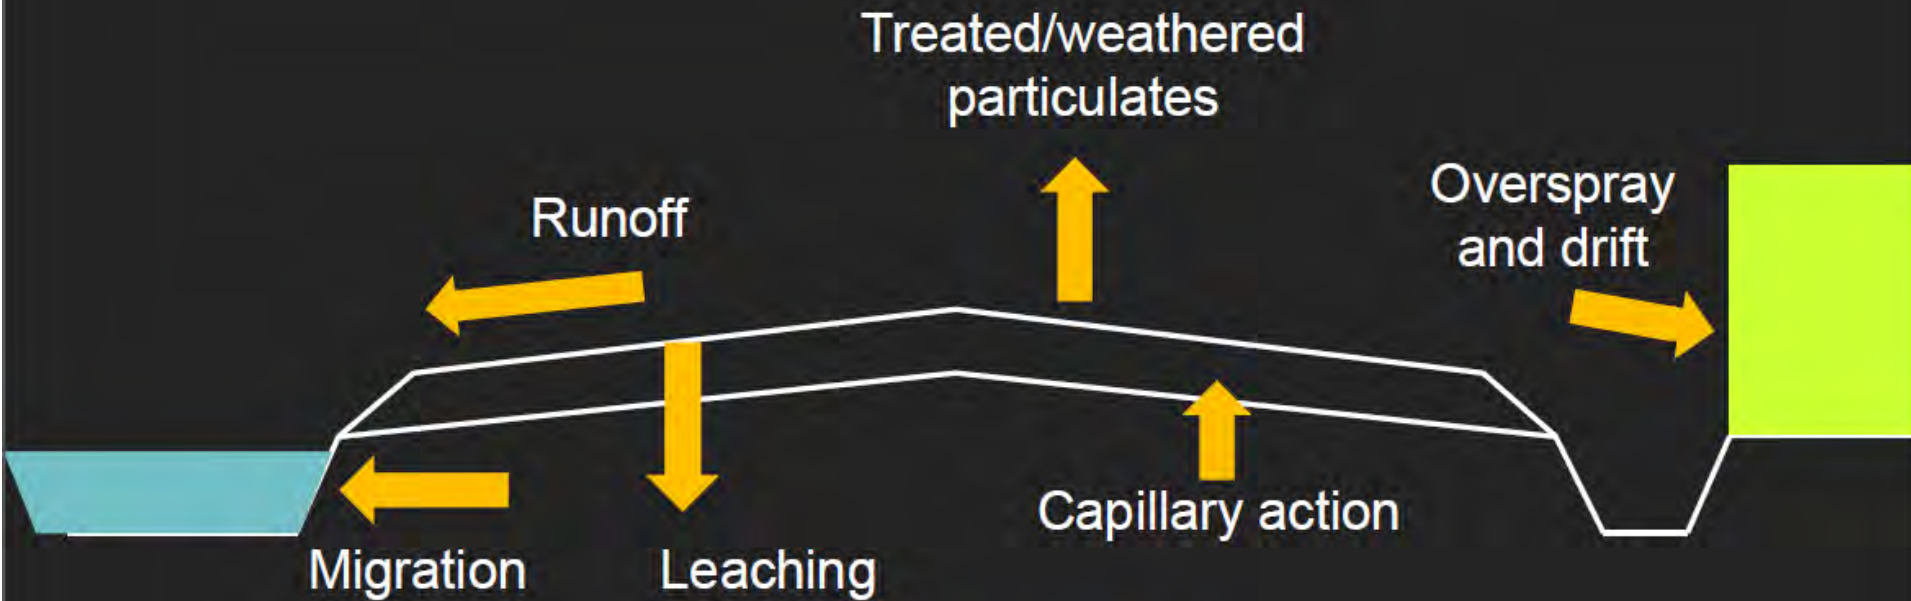 Treated/weathered
particulates
Runoff
Overspray
and drift
Capillary action
Migration
Leaching